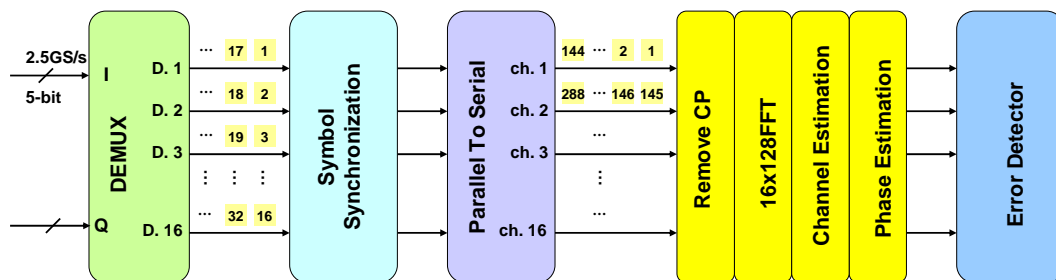 2.5GS/s
5-bit
I
Q
DEMUX
D. 1
D. 2
D. 3
⋮
D. 16
... 17 1
... 18 2
... 19 3
⋮ ⋮ ⋮
... 32 16
Symbol
Synchronization
Parallel To Serial
ch. 1
ch. 2
ch. 3
⋮
ch. 16
144 ... 2 1
288 ... 146 145
...
⋮
...
Remove CP
16x128FFT
Channel Estimation
Phase Estimation
Error Detector